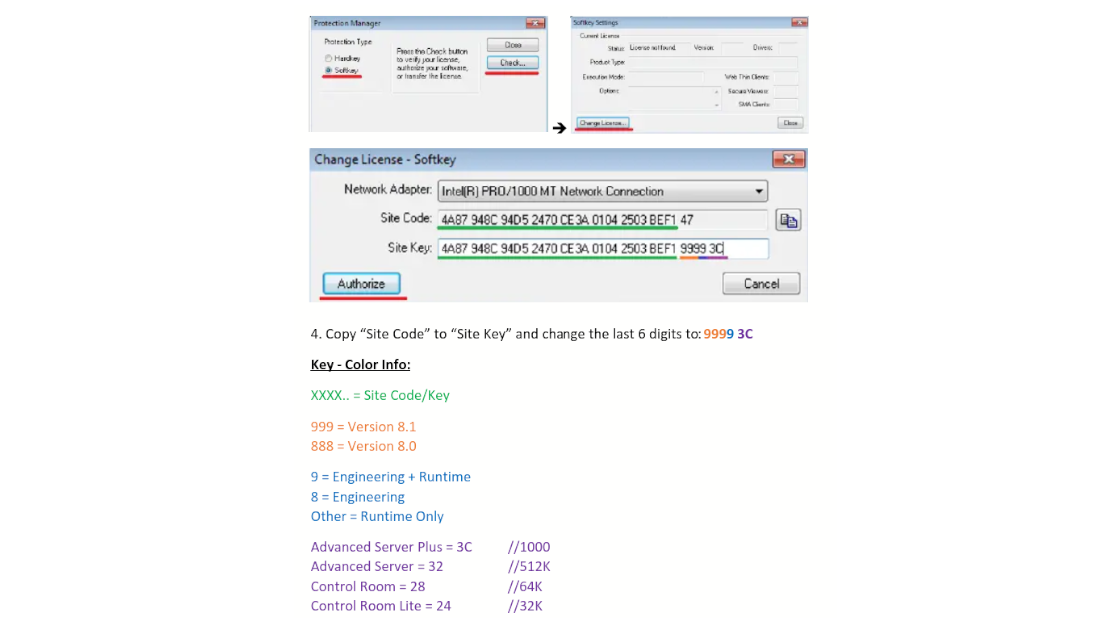 Protection Manager
Protection Type
Hardkey
Softkey
Press the Check button
to verify your license,
authorize your software,
or transfer the license.
Close
Check...
Softkey Settings
Current License
Status: License not found Version: Drivers:
Product Type:
Execution Mode: Web Thin Clients:
Options: Secure Viewers:
SMA Clients:
Change License... Close
Change License - Softkey
Network Adapter: Intel(R) PRO/1000 MT Network Connection
Site Code: 4A87 948C 94D5 2470 CE3A 0104 2503 BEF1 47
Site Key: 4A87 948C 94D5 2470 CE3A 0104 2503 BEF1 9999 3C
Authorize Cancel
4. Copy “Site Code” to “Site Key” and change the last 6 digits to: 9999 3C
Key - Color Info:
XXXX.. = Site Code/Key
999 = Version 8.1
888 = Version 8.0
9 = Engineering + Runtime
8 = Engineering
Other = Runtime Only
Advanced Server Plus = 3C //1000
Advanced Server = 32 //512K
Control Room = 28 //64K
Control Room Lite = 24 //32K